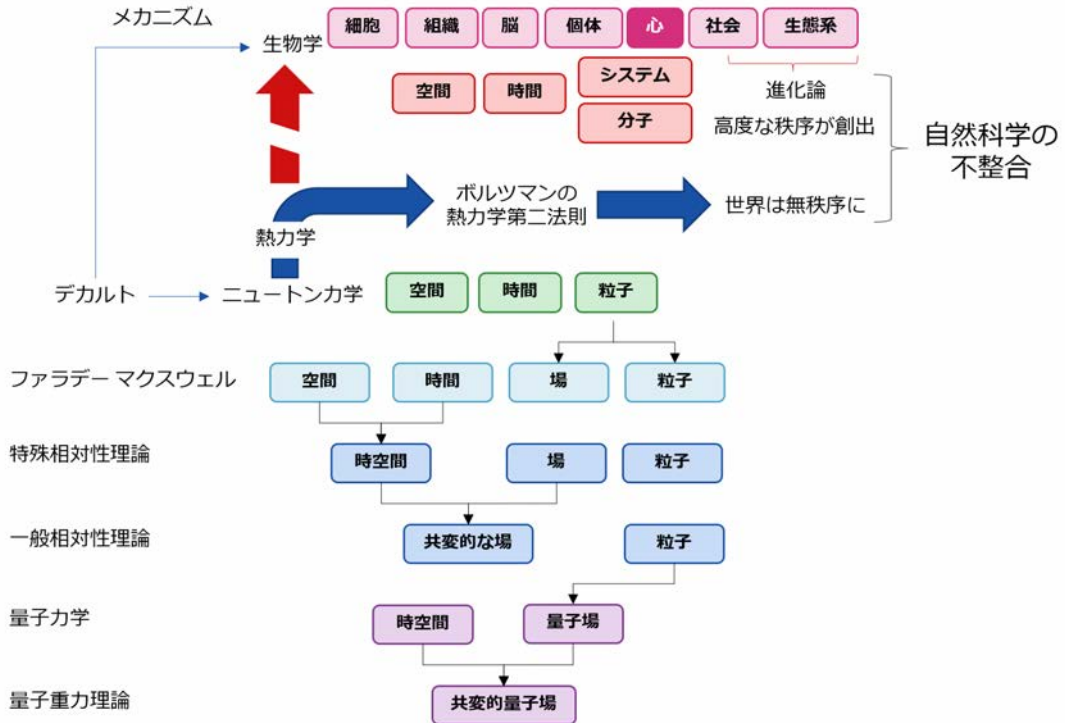 メカニズム
生物学
細胞
組織
脳
個体
心
社会
生態系
空間
時間
システム
分子
進化論
高度な秩序が創出
自然科学の
不整合
ボルツマンの
熱力学第二法則
世界は無秩序に
熱力学
デカルト
ニュートン力学
空間
時間
粒子
ファラデー マクスウェル
空間
時間
場
粒子
特殊相対性理論
時空間
場
粒子
一般相対性理論
共変的な場
粒子
量子力学
時空間
量子場
量子重力理論
共変的量子場